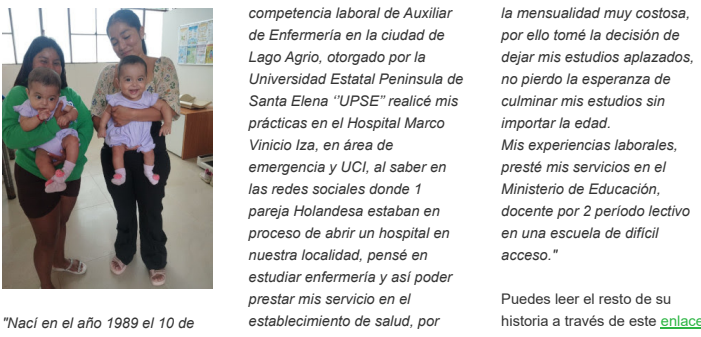 "Nací en el año 1989 el 10 de
competencia laboral de Auxiliar
de Enfermería en la ciudad de
Lago Agrio, otorgado por la
Universidad Estatal Peninsula de
Santa Elena ‘’UPSE’’ realicé mis
prácticas en el Hospital Marco
Vinicio Iza, en área de
emergencia y UCI, al saber en
las redes sociales donde 1
pareja Holandesa estaban en
proceso de abrir un hospital en
nuestra localidad, pensé en
estudiar enfermería y así poder
prestar mis servicio en el
establecimiento de salud, por
la mensualidad muy costosa,
por ello tomé la decisión de
dejar mis estudios aplazados,
no pierdo la esperanza de
culminar mis estudios sin
importar la edad.
Mis experiencias laborales,
presté mis servicios en el
Ministerio de Educación,
docente por 2 período lectivo
en una escuela de difícil
acceso."
Puedes leer el resto de su
historia a través de este enlace